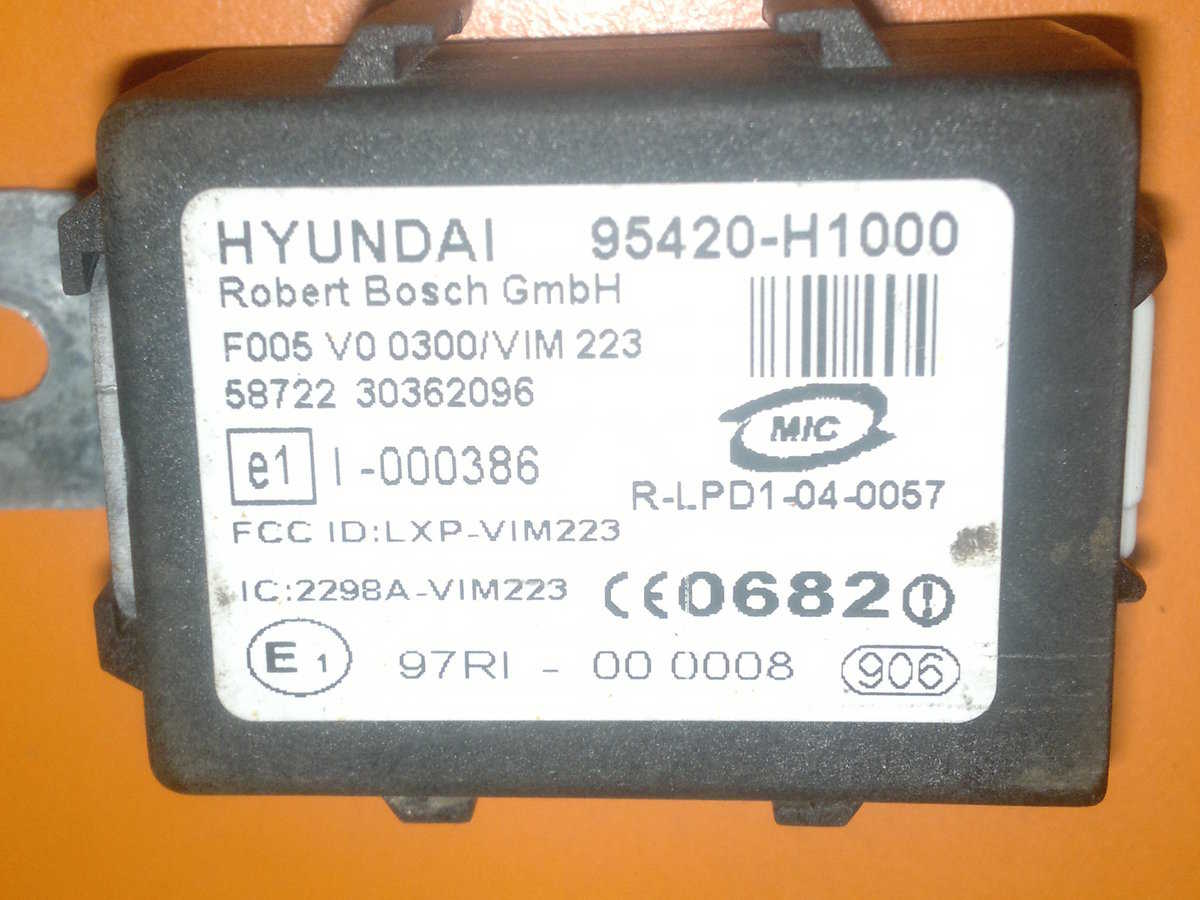 HYUNDAI 95420-H1000
Robert Bosch GmbH
F005 V0 0300/VIM 223
58722 30362096
MIC
e1 I-000386
R-LPD1-04-0057
FCC ID:LXP-VIM223
IC:2298A-VIM223 CE0682
E 1 97RI - 00 0008 906